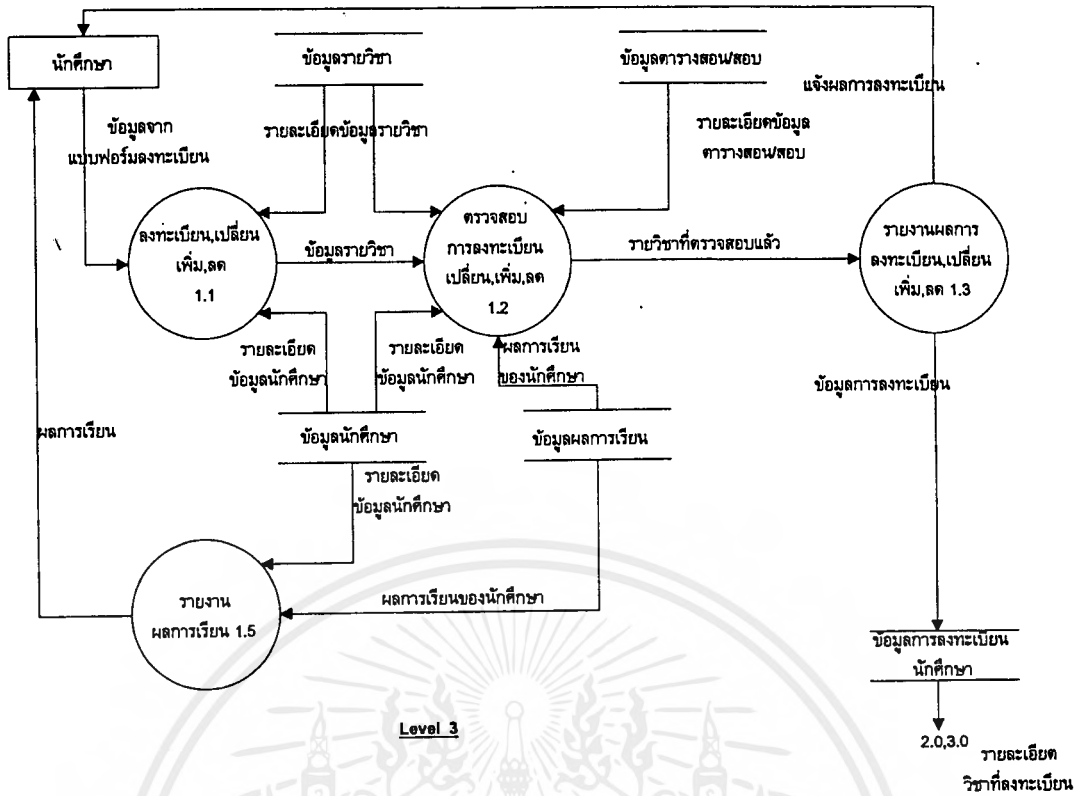 นักศึกษา
ข้อมูลรายวิชา
ข้อมูลตารางสอน/สอบ
แจ้งผลการลงทะเบียน
ข้อมูลจาก
แบบฟอร์มลงทะเบียน
รายละเอียดข้อมูลรายวิชา
รายละเอียดข้อมูล
ตารางสอน/สอบ
ลงทะเบียน,เปลี่ยน
เพิ่ม,ลด
1.1
ข้อมูลรายวิชา
ตรวจสอบ
การลงทะเบียน
เปลี่ยน,เพิ่ม,ลด
1.2
รายวิชาที่ตรวจสอบแล้ว
รายงานผลการ
ลงทะเบียน,เปลี่ยน
เพิ่ม,ลด 1.3
รายละเอียด
ข้อมูลนักศึกษา
รายละเอียด
ข้อมูลนักศึกษา
ผลการเรียน
ของนักศึกษา
ข้อมูลการลงทะเบียน
ผลการเรียน
ข้อมูลนักศึกษา
ข้อมูลผลการเรียน
รายละเอียด
ข้อมูลนักศึกษา
รายงาน
ผลการเรียน 1.5
ผลการเรียนของนักศึกษา
ข้อมูลการลงทะเบียน
นักศึกษา
Level 3
2.0,3.0
รายละเอียด
วิชาที่ลงทะเบียน